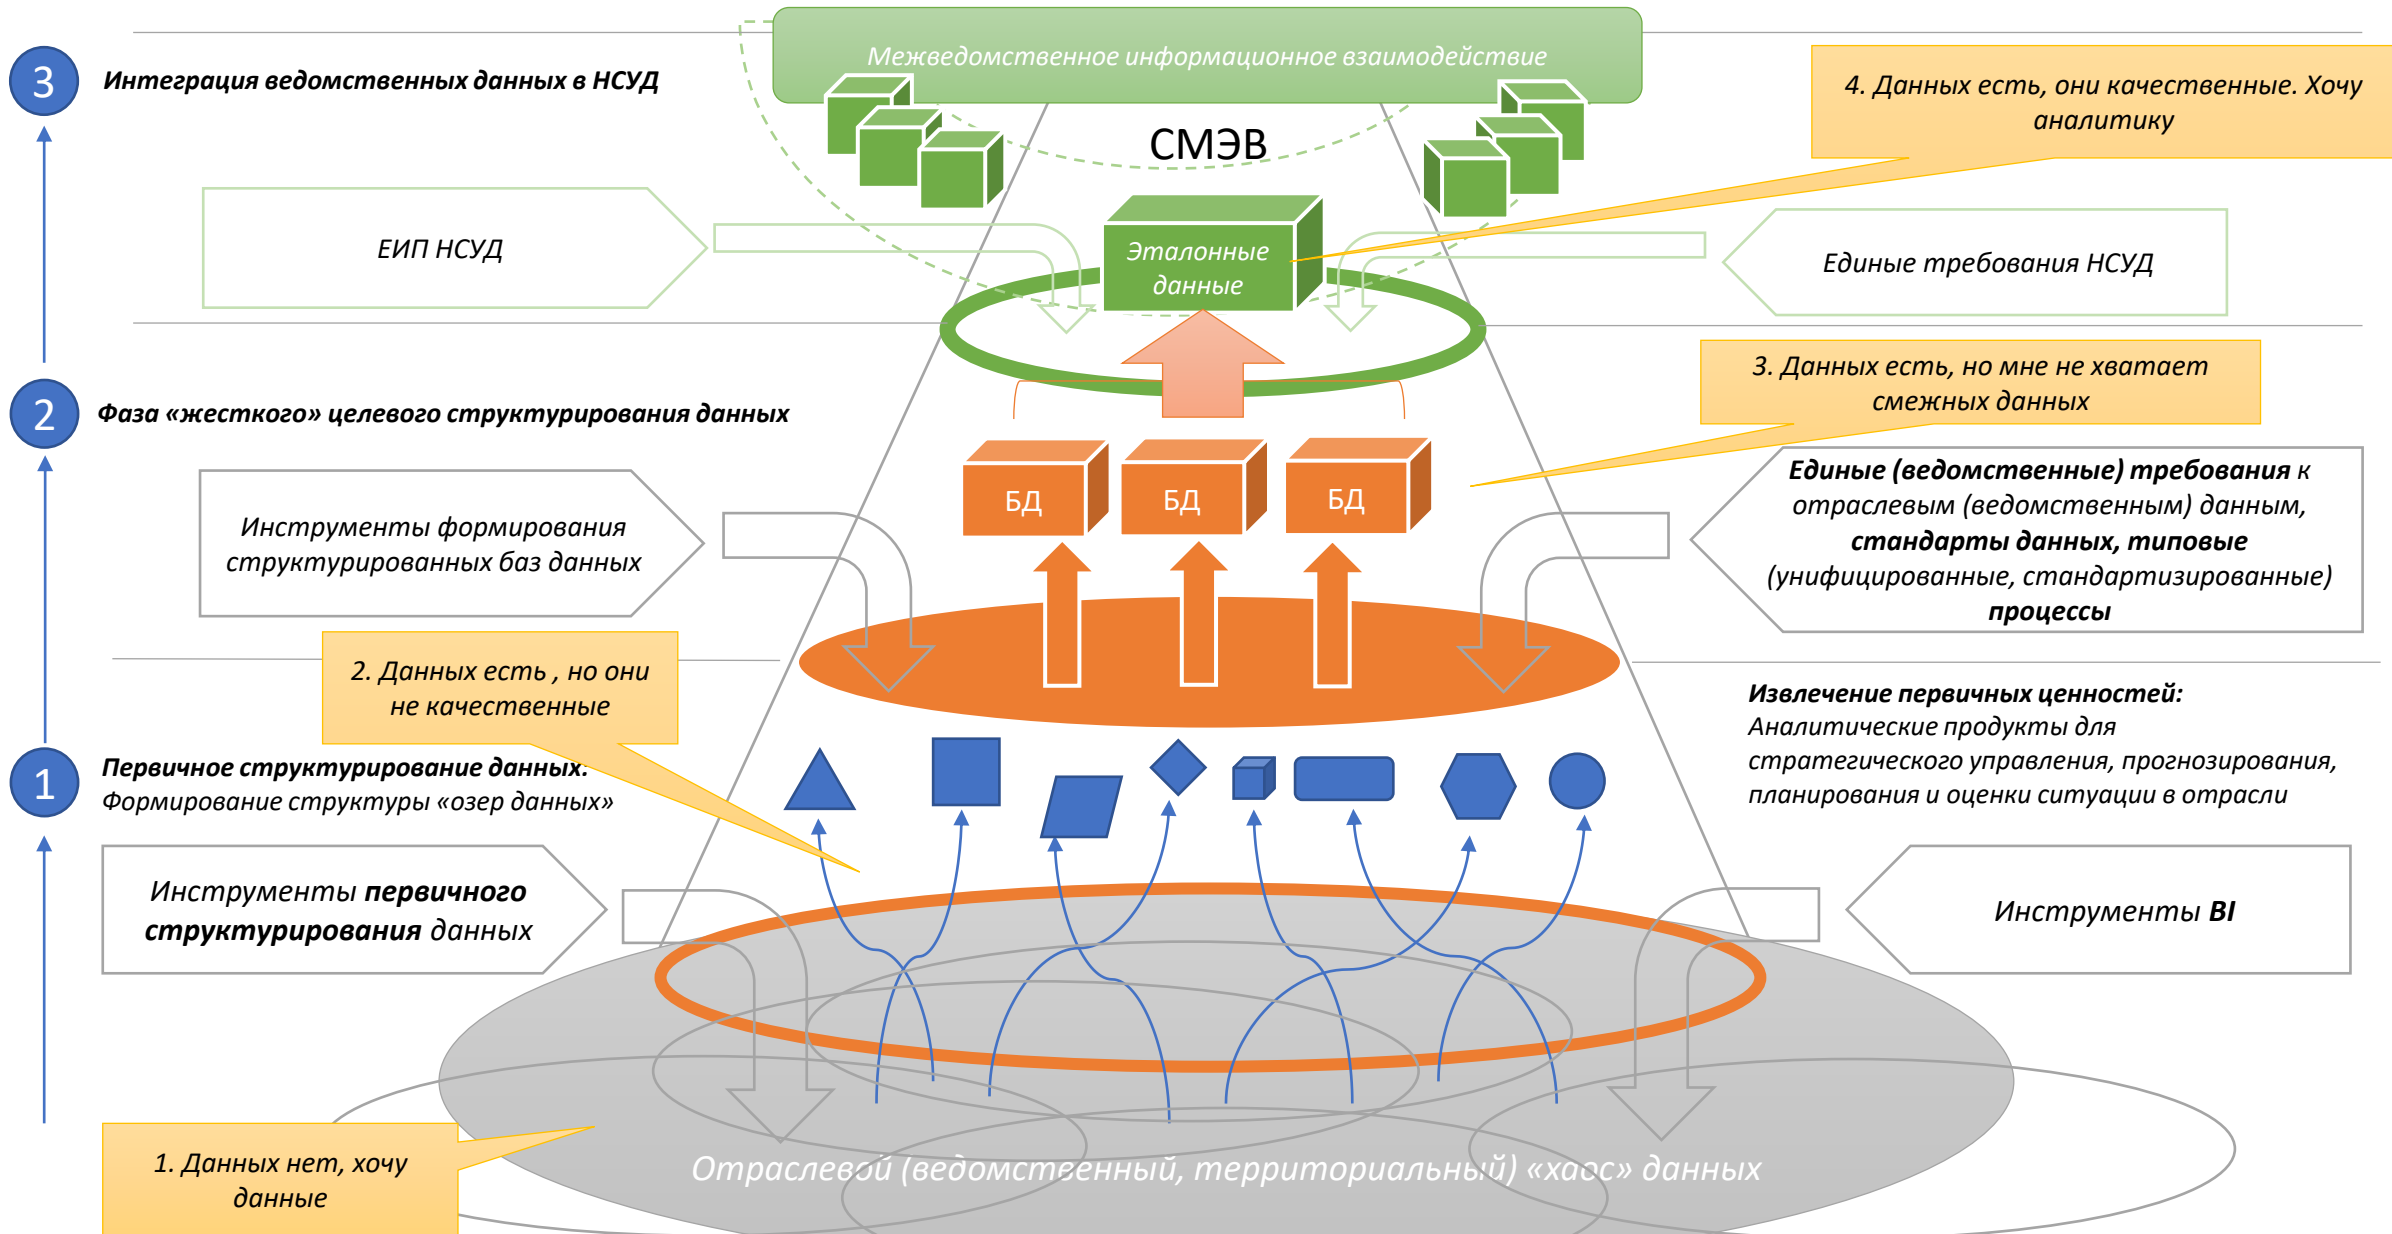 Межведомственное информационное взаимодействие
3
Интеграция ведомственных данных в НСУД
4. Данных есть, они качественные. Хочу
аналитику
СМЭВ
ЕИП НСУД
Эталонные
данные
Единые требования НСУД
3. Данных есть, но мне не хватает
смежных данных
2
Фаза «жесткого» целевого структурирования данных
БД
БД
БД
Инструменты формирования
структурированных баз данных
Единые (ведомственные) требования к
отраслевым (ведомственным) данным,
стандарты данных, типовые
(унифицированные, стандартизированные)
процессы
2. Данных есть , но они
не качественные
Извлечение первичных ценностей:
Аналитические продукты для
стратегического управления, прогнозирования,
планирования и оценки ситуации в отрасли
1
Первичное структурирование данных:
Формирование структуры «озер данных»
Инструменты первичного
структурирования данных
Инструменты BI
1. Данных нет, хочу
данные
Отраслевой (ведомственный, территориальный) «хаос» данных